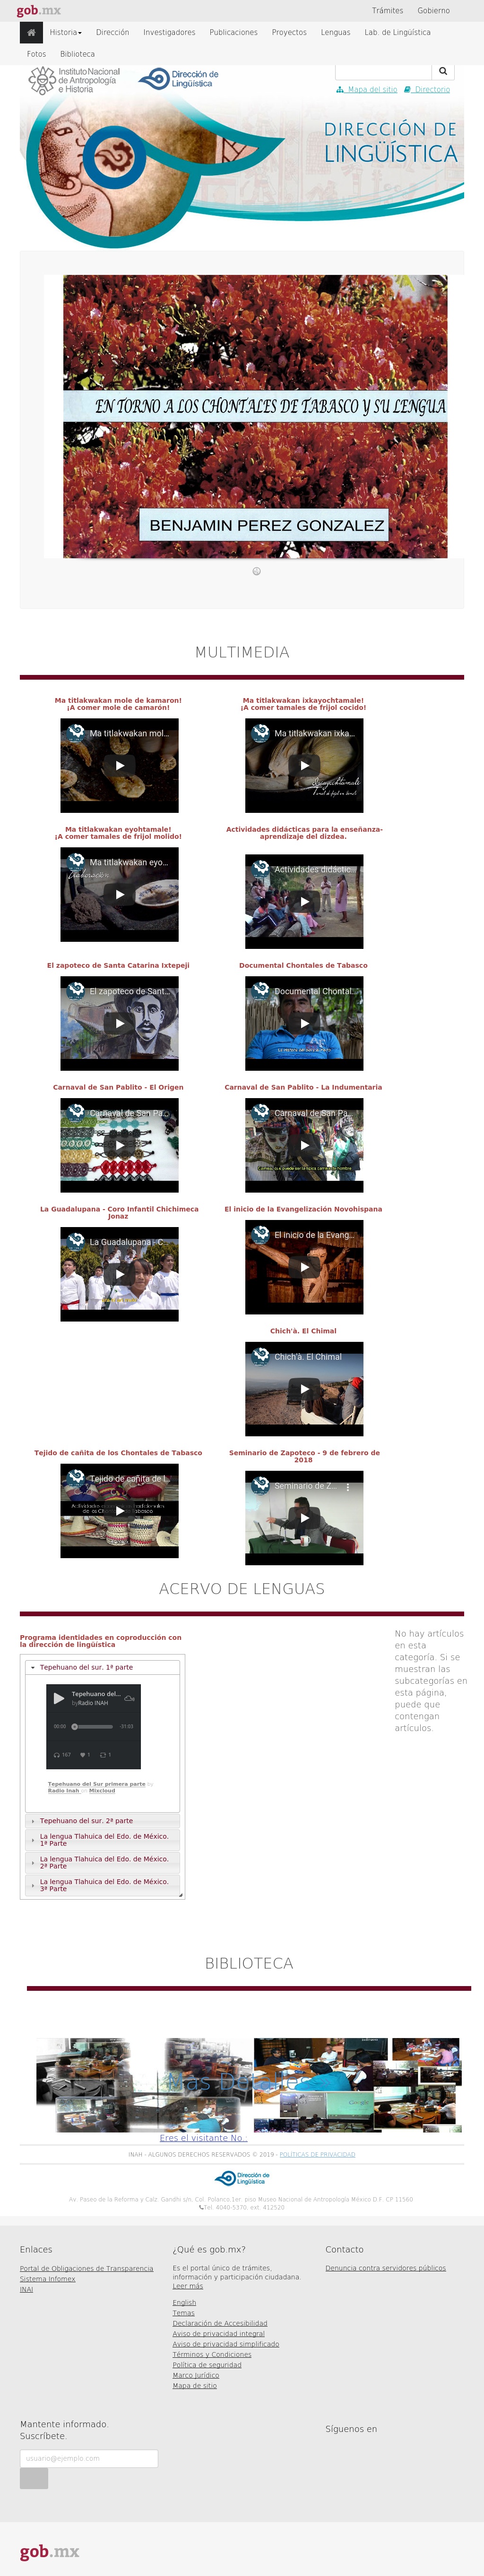 gob.mx
Trámites Gobierno
Historia Dirección Investigadores Publicaciones Proyectos Lenguas Lab. de Lingüística
Fotos Biblioteca
Instituto Nacional
de Antropología
e Historia
Dirección de
Lingüística
Mapa del sitio Directorio
DIRECCIÓN DE
LINGÜÍSTICA
EN TORNO A LOS CHONTALES DE TABASCO Y SU LENGUA
BENJAMIN PEREZ GONZALEZ
MULTIMEDIA
Ma titlakwakan mole de kamaron!
¡A comer mole de camarón!
Ma titlakwakan mol...
Ma titlakwakan ixkayochtamale!
¡A comer tamales de frijol cocido!
Ma titlakwakan ixka...
Ma titlakwakan eyohtamale!
¡A comer tamales de frijol molido!
Ma titlakwakan eyo...
Actividades didácticas para la enseñanza-
aprendizaje del dizdea.
Actividades didáctic...
El zapoteco de Santa Catarina Ixtepeji
El zapoteco de Sant...
Documental Chontales de Tabasco
Documental Chontal...
Carnaval de San Pablito - El Origen
Carnaval de San Pa...
Carnaval de San Pablito - La Indumentaria
Carnaval de San Pa...
La Guadalupana - Coro Infantil Chichimeca
Jonaz
La Guadalupana - C...
El inicio de la Evangelización Novohispana
El inicio de la Evang...
Chich'à. El Chimal
Chich'à. El Chimal
Tejido de cañita de los Chontales de Tabasco
Tejido de cañita de l...
Seminario de Zapoteco - 9 de febrero de
2018
Seminario de Z...
ACERVO DE LENGUAS
Programa identidades en coproducción con
la dirección de lingüística
Tepehuano del sur. 1ª parte
Tepehuano del...
by Radio INAH
00:00 -31:03
167 1 1
Tepehuano del Sur primera parte by
Radio Inah on Mixcloud
Tepehuano del sur. 2ª parte
La lengua Tlahuica del Edo. de México.
1ª Parte
La lengua Tlahuica del Edo. de México.
2ª Parte
La lengua Tlahuica del Edo. de México.
3ª Parte
No hay artículos
en esta
categoría. Si se
muestran las
subcategorías en
esta página,
puede que
contengan
artículos.
BIBLIOTECA
Eres el visitante No.:
INAH - ALGUNOS DERECHOS RESERVADOS © 2019 - POLÍTICAS DE PRIVACIDAD
Dirección de
Lingüística
Av. Paseo de la Reforma y Calz. Gandhi s/n, Col. Polanco 1er. piso Museo Nacional de Antropología México D.F. CP 11560
Tel. 4040-5370, ext. 412520
Enlaces
Portal de Obligaciones de Transparencia
Sistema Infomex
INAI
¿Qué es gob.mx?
Es el portal único de trámites,
información y participación ciudadana.
Leer más
English
Temas
Declaración de Accesibilidad
Aviso de privacidad integral
Aviso de privacidad simplificado
Términos y Condiciones
Política de seguridad
Marco Jurídico
Mapa de sitio
Contacto
Denuncia contra servidores públicos
Mantente informado.
Suscríbete.
usuario@ejemplo.com
Síguenos en
gob.mx